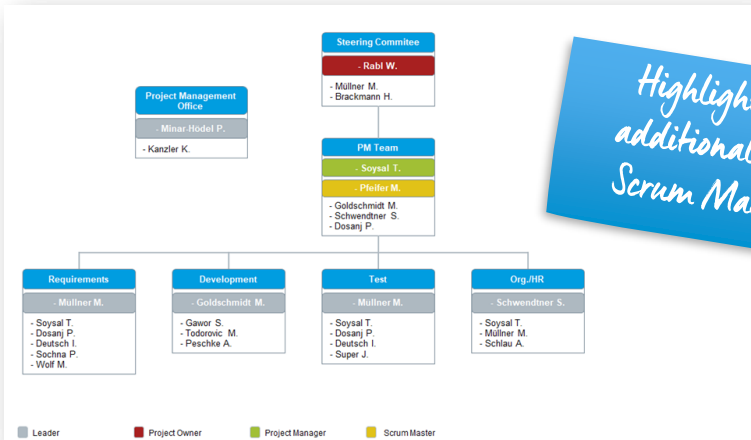 Steering Commitee
- Rabl W.
- Müllner M.
- Brackmann H.
Project Management
Office
- Minar-Hodel P.
- Kanzler K.
PM Team
- Soysal T.
- Pfeifer M.
- Goldschmidt M.
- Schwendtner S.
- Dosanj P.
Requirements
- Müllner M.
- Soysal T.
- Dosanj P.
- Deutsch I.
- Sochna P.
- Wolf M.
Development
- Goldschmidt M.
- Gawor S.
- Todorovic M.
- Peschke A.
Test
- Müllner M.
- Soysal T.
- Dosanj P.
- Deutsch I.
- Super J.
Org./HR
- Schwendtner S.
- Soysal T.
- Müllner M.
- Schlau A.
Leader
Project Owner
Project Manager
Scrum Master
additional
Scrum